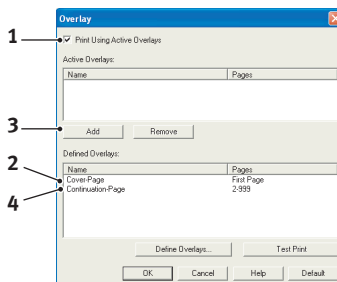 Overlay
1
Print Using Active Overlays
Active Overlays:
Name Pages
3
Add Remove
Defined Overlays:
Name Pages
2
Cover-Page First Page
4
Continuation-Page 2-999
Define Overlays... Test Print
OK Cancel Help Default